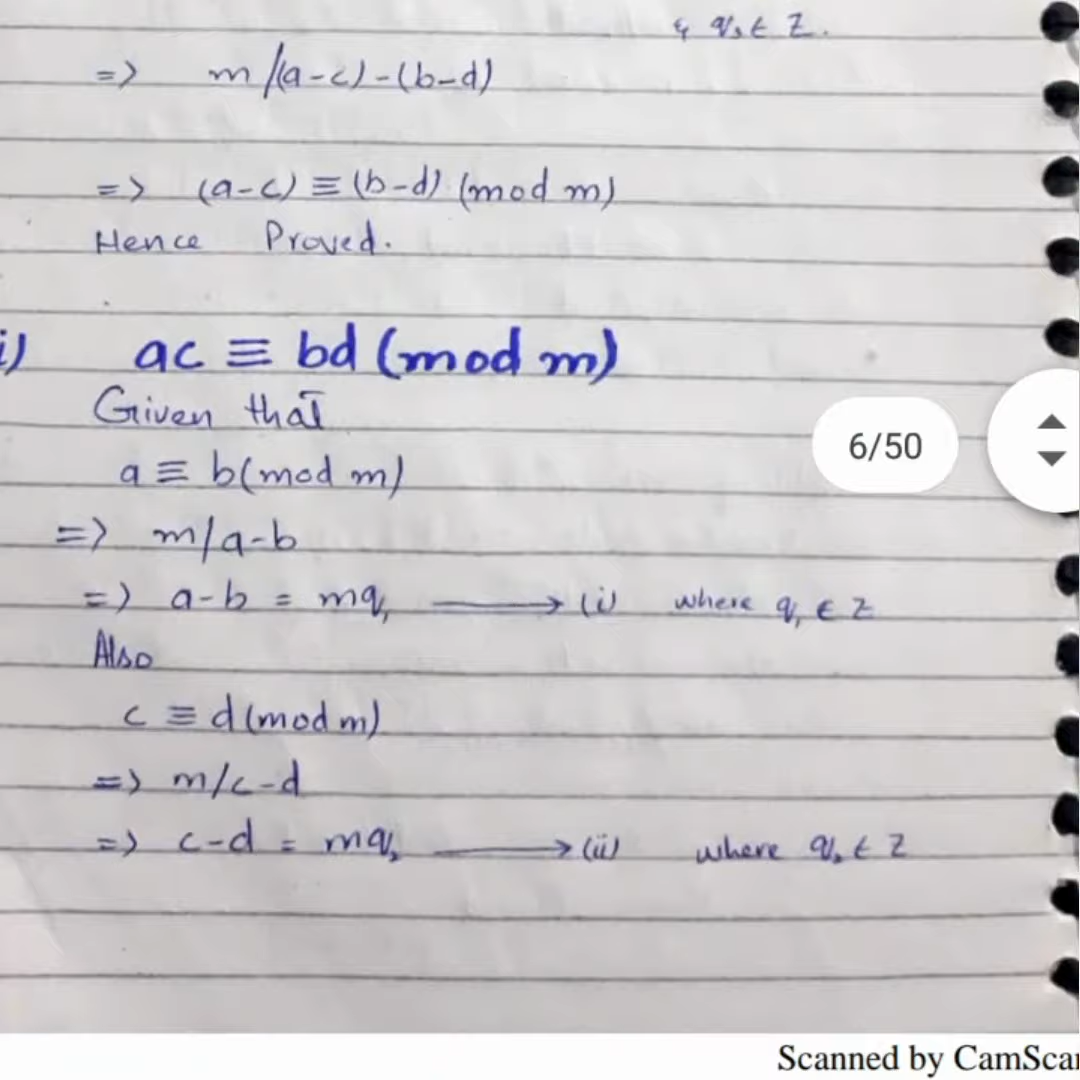 & q₂ ∈ Z.
=> m/(a-c)-(b-d)
=> (a-c) ≡ (b-d) (mod m)
Hence Proved.
i) ac ≡ bd (mod m)
Given that
6/50
a ≡ b(mod m)
=> m/a-b
=> a-b = mq₁ ⟶ (i) where q₁ ∈ Z
Also
c ≡ d(mod m)
=> m/c-d
=> c-d = mq₂ ⟶ (ii) where q₂ ∈ Z
Scanned by CamScan